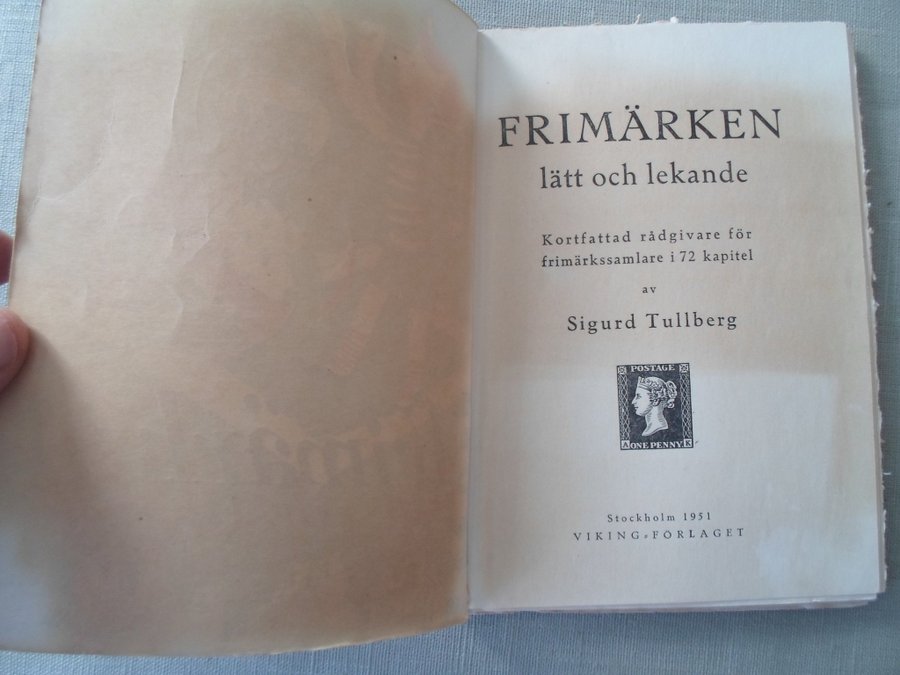 FRIMÄRKEN
lätt och lekande
Kortfattad rådgivare för
frimärkssamlare i 72 kapitel
av
Sigurd Tullberg
POSTAGE
A ONE PENNY K
Stockholm 1951
VIKING-FÖRLAGET